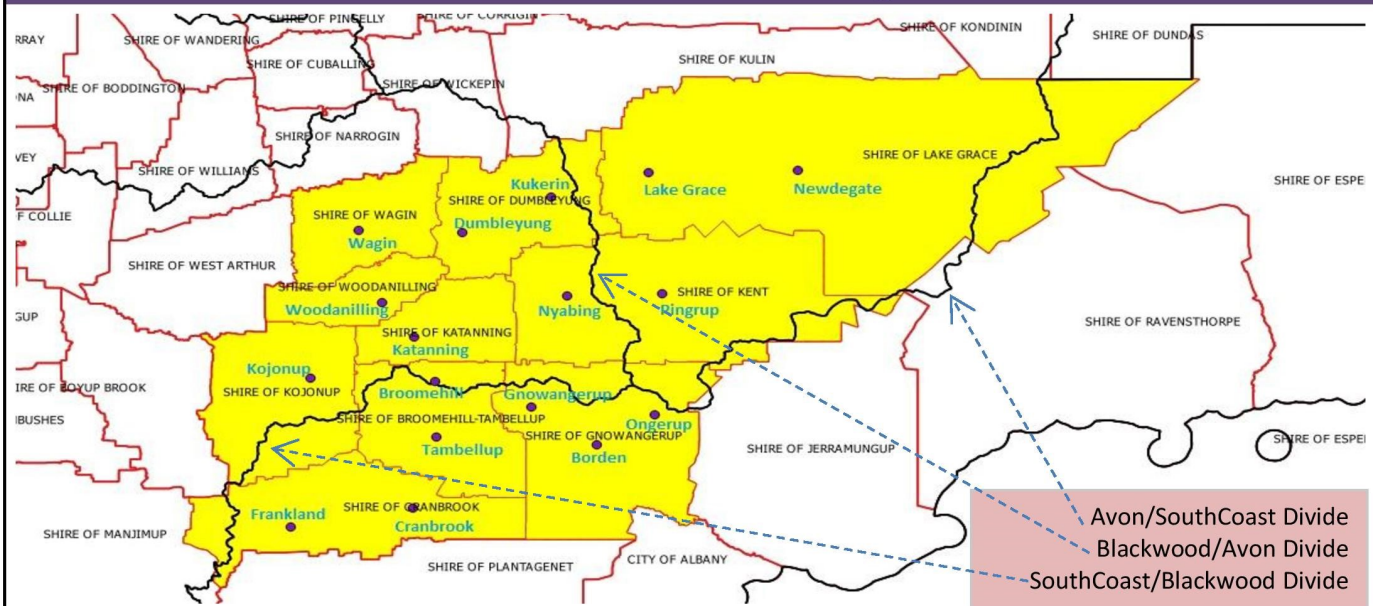 SHIRE OF PINGELLY
SHIRE OF CORRIGIN
SHIRE OF KONDININ
SHIRE OF DUNDAS
RRAY
SHIRE OF WANDERING
SHIRE OF CUBALLING
SHIRE OF KULIN
SHIRE OF WICKEPIN
SHIRE OF BODDINGTON
NA
SHIRE OF NARROGIN
VEY
SHIRE OF WILLIAMS
SHIRE OF LAKE GRACE
SHIRE OF ESPE
Lake Grace
Newdegate
Kukerin
SHIRE OF DUMBLEYUNG
Dumbleyung
SHIRE OF WAGIN
Wagin
F COLLIE
SHIRE OF WEST ARTHUR
SHIRE OF WOODANILLING
Woodanilling
SHIRE OF KENT
Nyabing
Pingrup
GUP
SHIRE OF KATANNING
Katanning
SHIRE OF RAVENSTHORPE
Kojonup
SHIRE OF KOJONUP
IRE OF BOYUP BROOK
Broomehill
Gnowangerup
IBUSHES
SHIRE OF BROOMEHILL-TAMBELLUP
Ongerup
Tambellup
SHIRE OF GNOWANGERUP
Borden
SHIRE OF JERRAMUNGUP
SHIRE OF ESPE
Frankland
SHIRE OF CRANBROOK
Cranbrook
SHIRE OF MANJIMUP
SHIRE OF PLANTAGENET
CITY OF ALBANY
Avon/SouthCoast Divide
Blackwood/Avon Divide
SouthCoast/Blackwood Divide